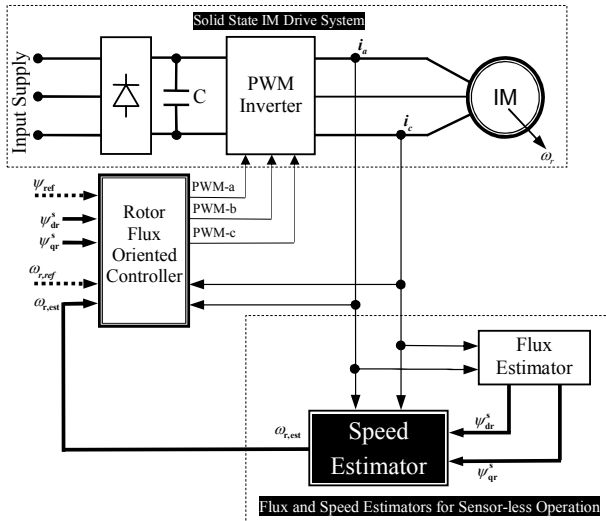 Solid State IM Drive System
Input Supply
C
PWM
Inverter
i_a
i_c
IM
ω_r
ψ_ref
ψ^s_dr
ψ^s_qr
ω_r,ref
ω_r,est
Rotor
Flux
Oriented
Controller
PWM-a
PWM-b
PWM-c
Flux
Estimator
ω_r,est
Speed
Estimator
ψ^s_dr
ψ^s_qr
Flux and Speed Estimators for Sensor-less Operation